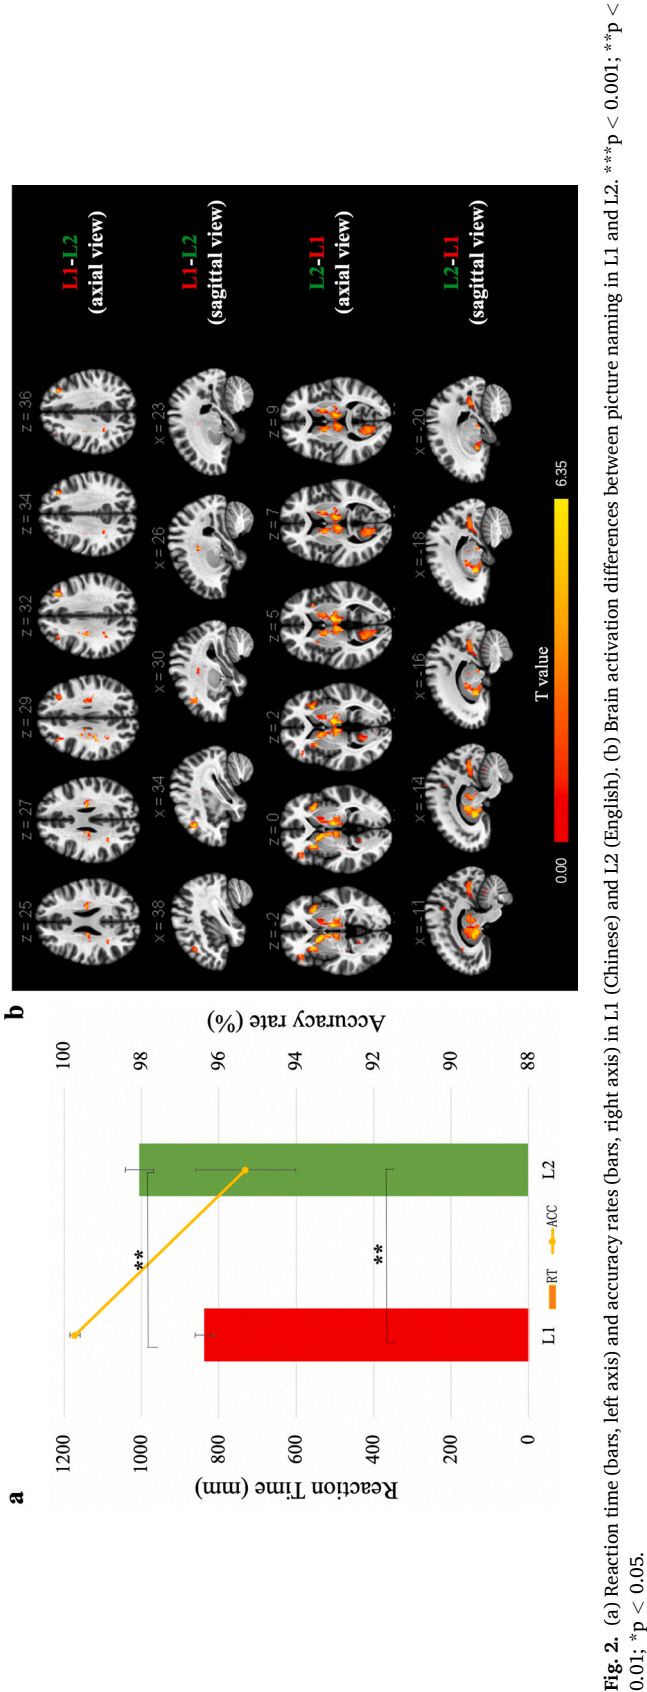 a
Reaction Time (mm)
1200
1000
800
600
400
200
0
**
**
L1
L2
RT
ACC
100
98
96
94
92
90
88
Accuracy rate (%)
b
z = 25
z = 27
z = 29
z = 32
z = 34
z = 36
L1-L2
(axial view)
x = 38
x = 34
x = 30
x = 26
x = 23
L1-L2
(sagittal view)
z = -2
z = 0
z = 2
z = 5
z = 7
z = 9
L2-L1
(axial view)
x = -11
x = -14
x = -16
x = -18
x = -20
L2-L1
(sagittal view)
T value
0.00
6.35
Fig. 2. (a) Reaction time (bars, left axis) and accuracy rates (bars, right axis) in L1 (Chinese) and L2 (English). (b) Brain activation differences between picture naming in L1 and L2. ***p < 0.001; **p <
0.01; *p < 0.05.